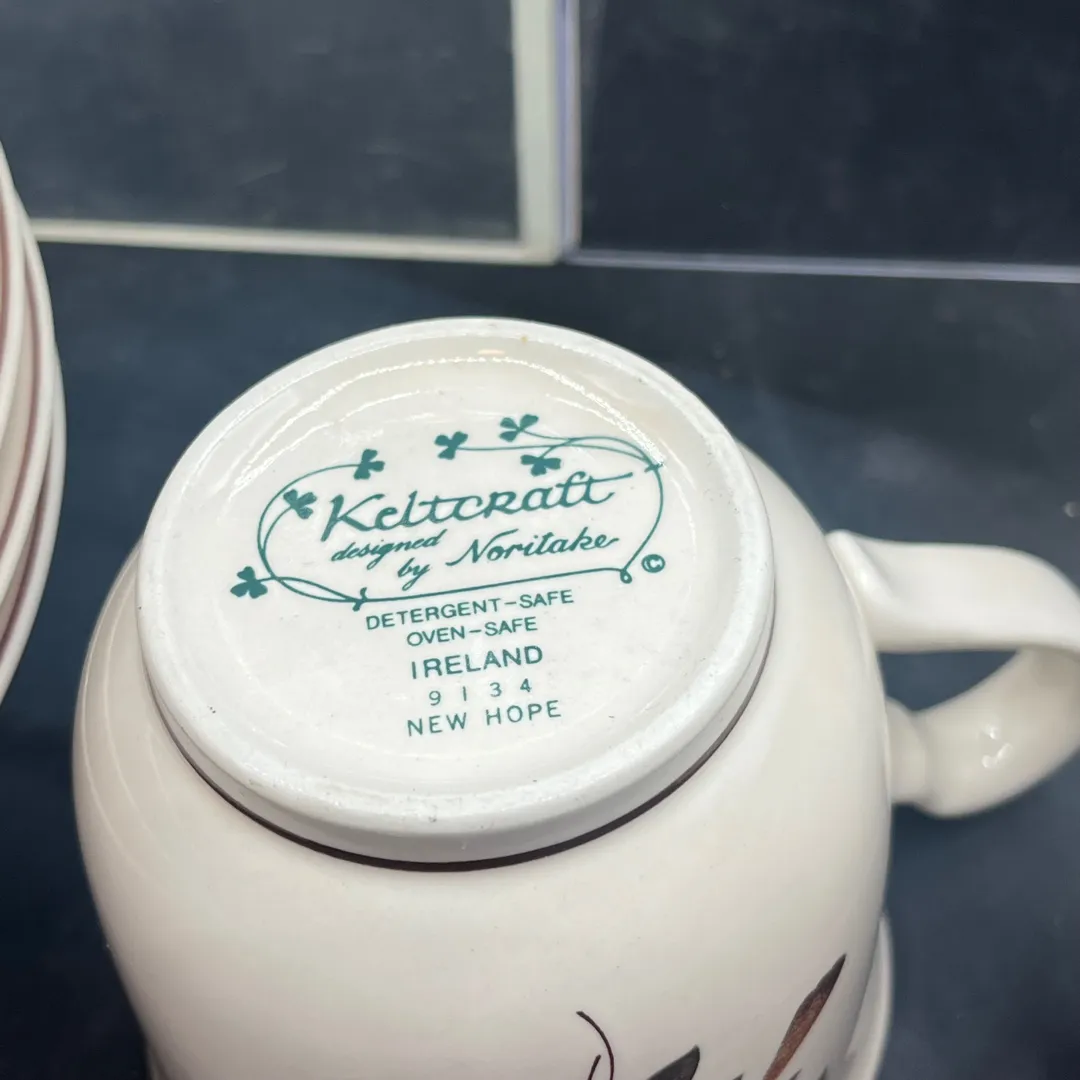 Keltcraft
designed
by Noritake
©
DETERGENT-SAFE
OVEN-SAFE
IRELAND
9134
NEW HOPE